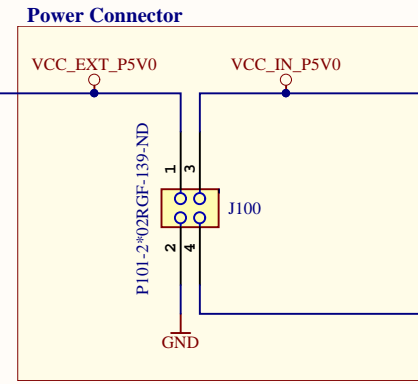 Power Connector
VCC_EXT_P5V0
VCC_IN_P5V0
P101-2*02RGF-139-ND
1
3
J100
2
4
GND